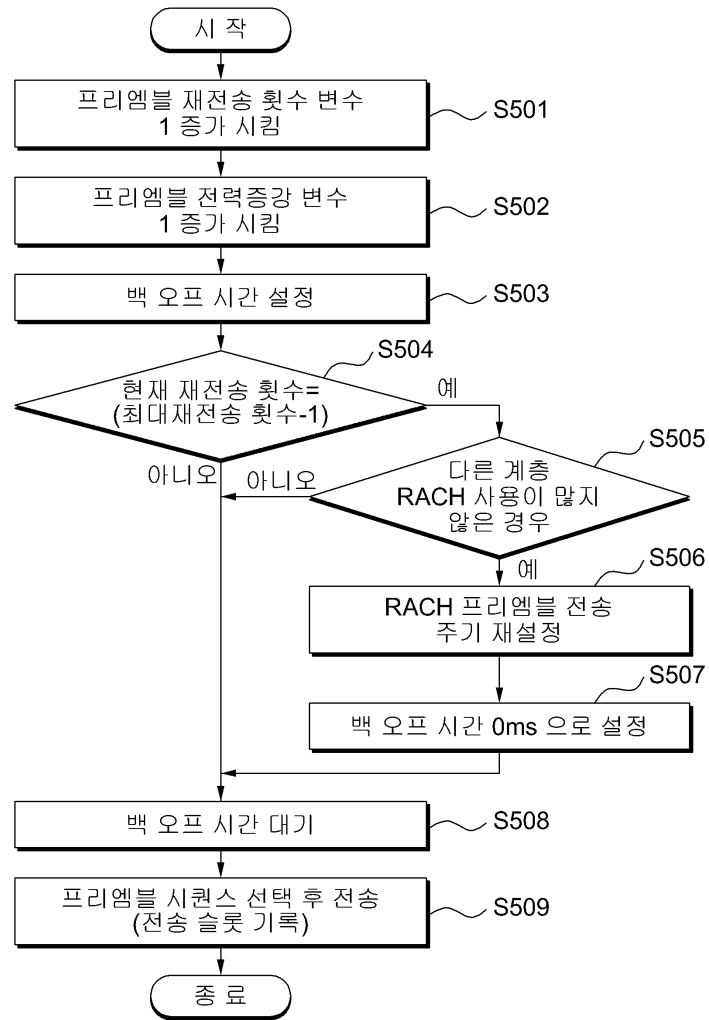 시 작
프리엠블 재전송 횟수 변수
1 증가 시킴
S501
프리엠블 전력증강 변수
1 증가 시킴
S502
백 오프 시간 설정
S503
S504
현재 재전송 횟수=
(최대재전송 횟수-1)
예
S505
아니오
아니오
다른 계층
RACH 사용이 많지
않은 경우
예
S506
RACH 프리엠블 전송
주기 재설정
S507
백 오프 시간 0ms 으로 설정
백 오프 시간 대기
S508
프리엠블 시퀀스 선택 후 전송
(전송 슬롯 기록)
S509
종 료